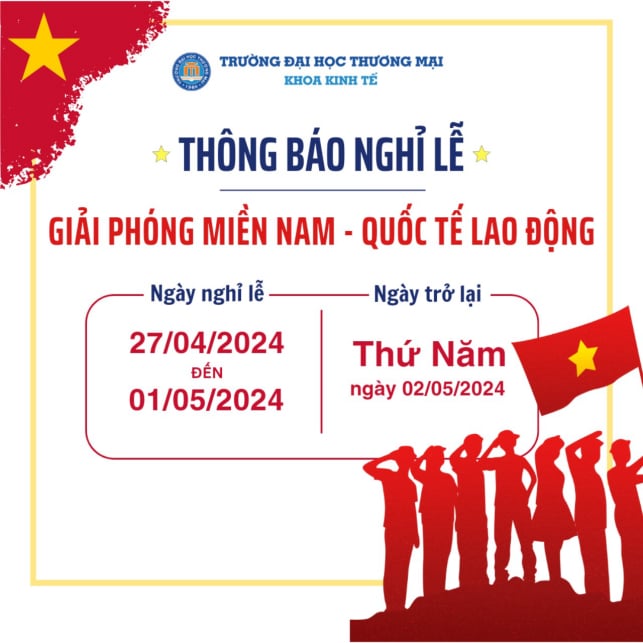 TRƯỜNG ĐẠI HỌC THƯƠNG MẠI
KHOA KINH TẾ
THÔNG BÁO NGHỈ LỄ
GIẢI PHÓNG MIỀN NAM - QUỐC TẾ LAO ĐỘNG
Ngày nghỉ lễ
27/04/2024
ĐẾN
01/05/2024
Ngày trở lại
Thứ Năm
ngày 02/05/2024